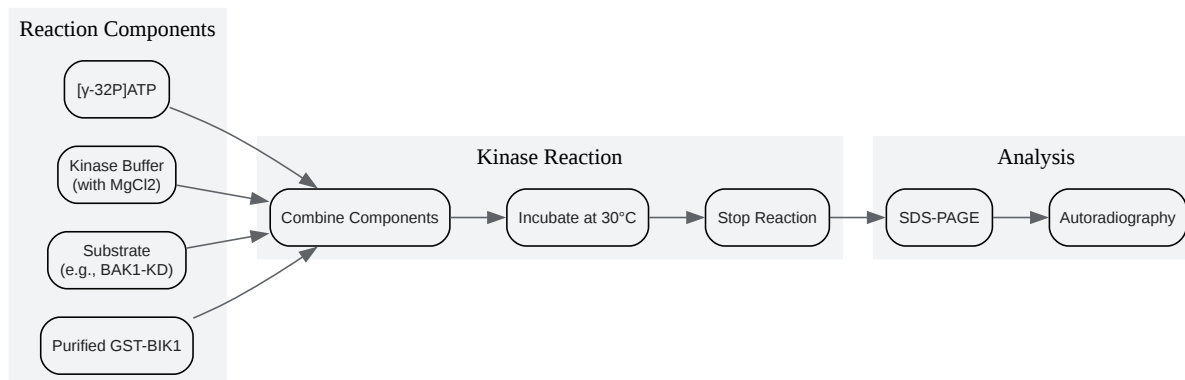 Reaction Components
[γ-32P]ATP
Kinase Buffer
(with MgCl2)
Substrate
(e.g., BAK1-KD)
Purified GST-BIK1
Kinase Reaction
Combine Components
Incubate at 30°C
Stop Reaction
Analysis
SDS-PAGE
Autoradiography